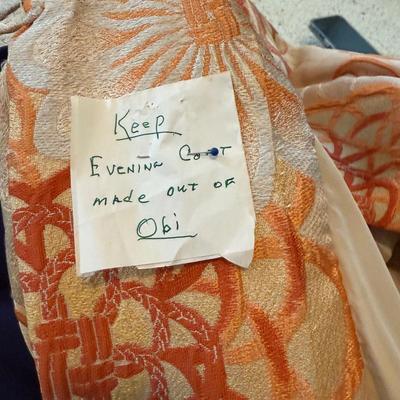 Keep
Evening Coat
made out of
Obi